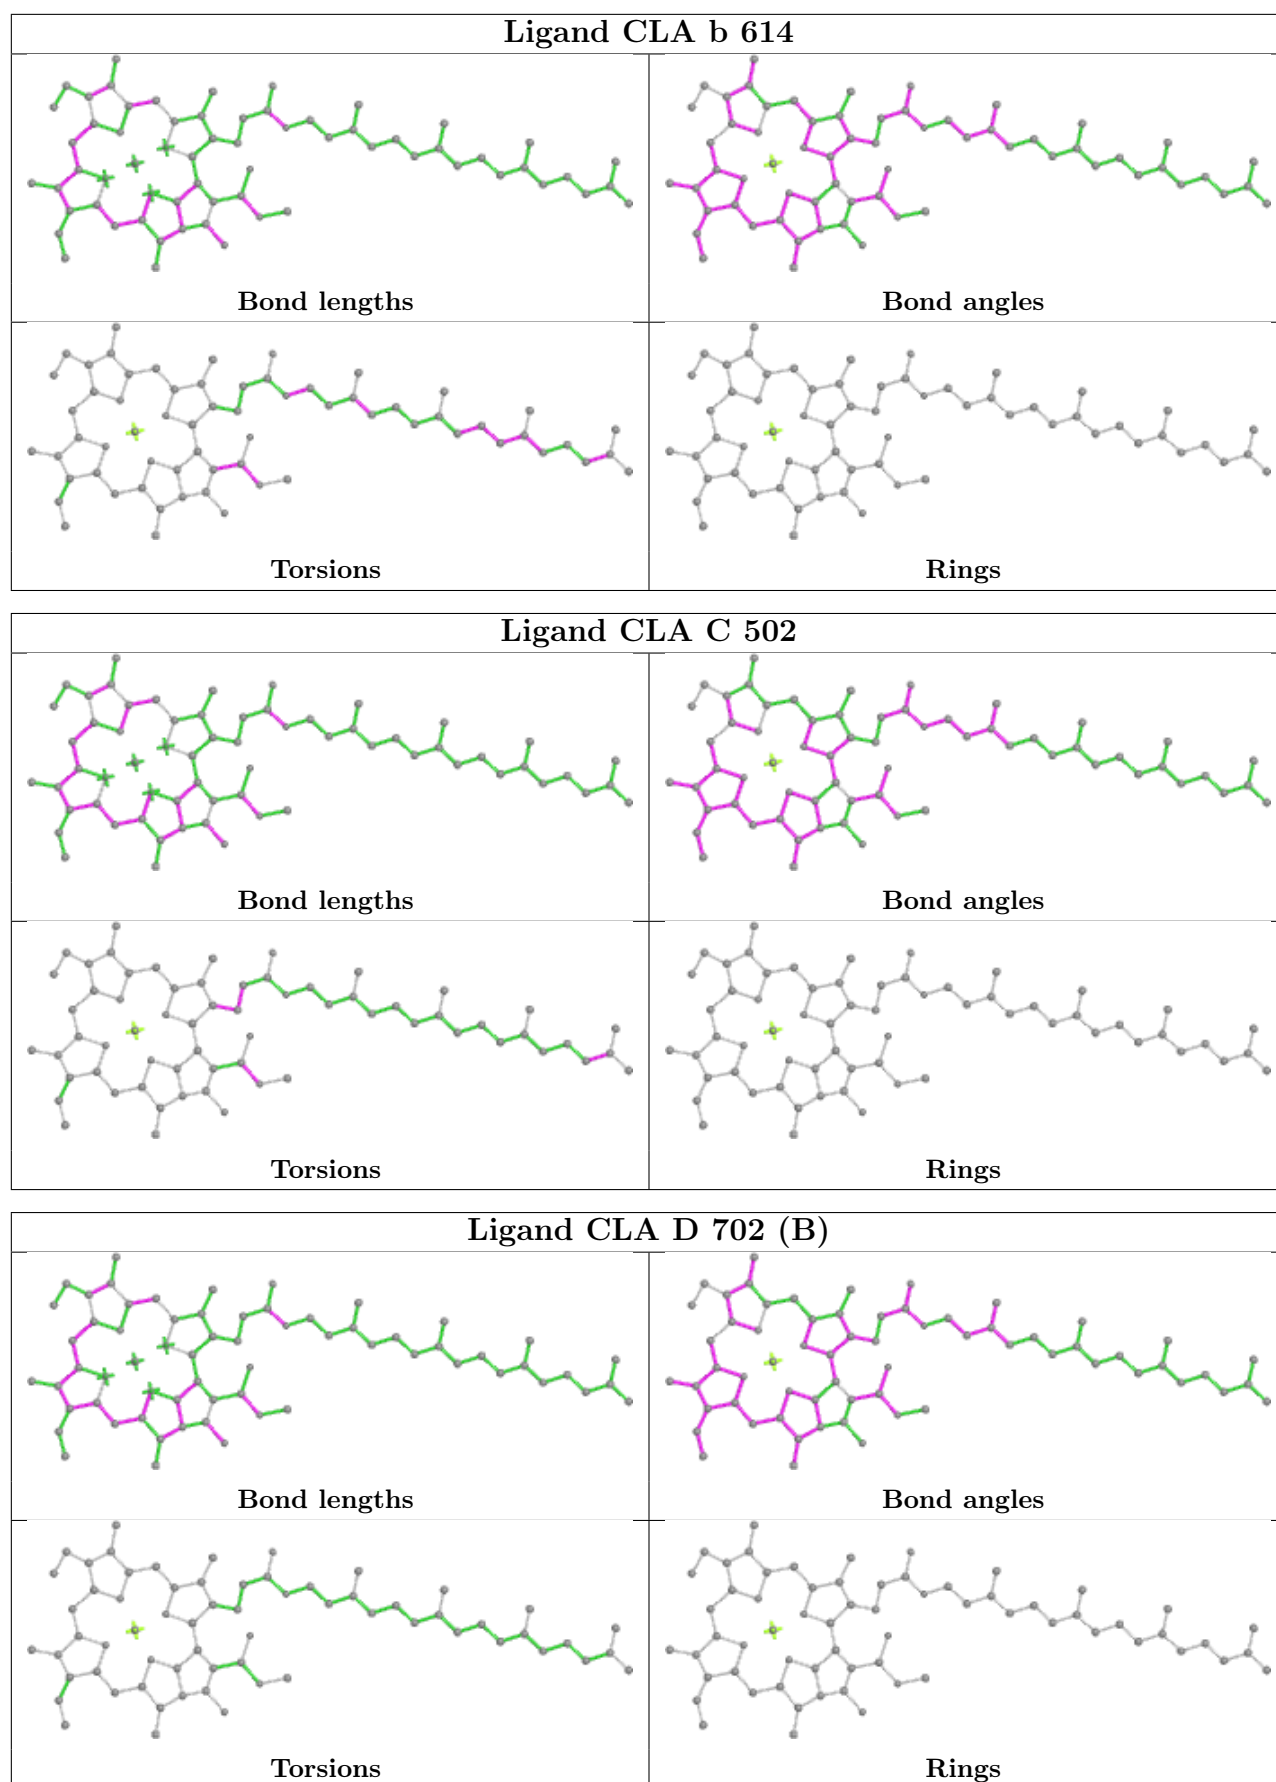 Ligand CLA b 614
Bond lengths
Bond angles
Torsions
Rings
Ligand CLA C 502
Bond lengths
Bond angles
Torsions
Rings
Ligand CLA D 702 (B)
Bond lengths
Bond angles
Torsions
Rings